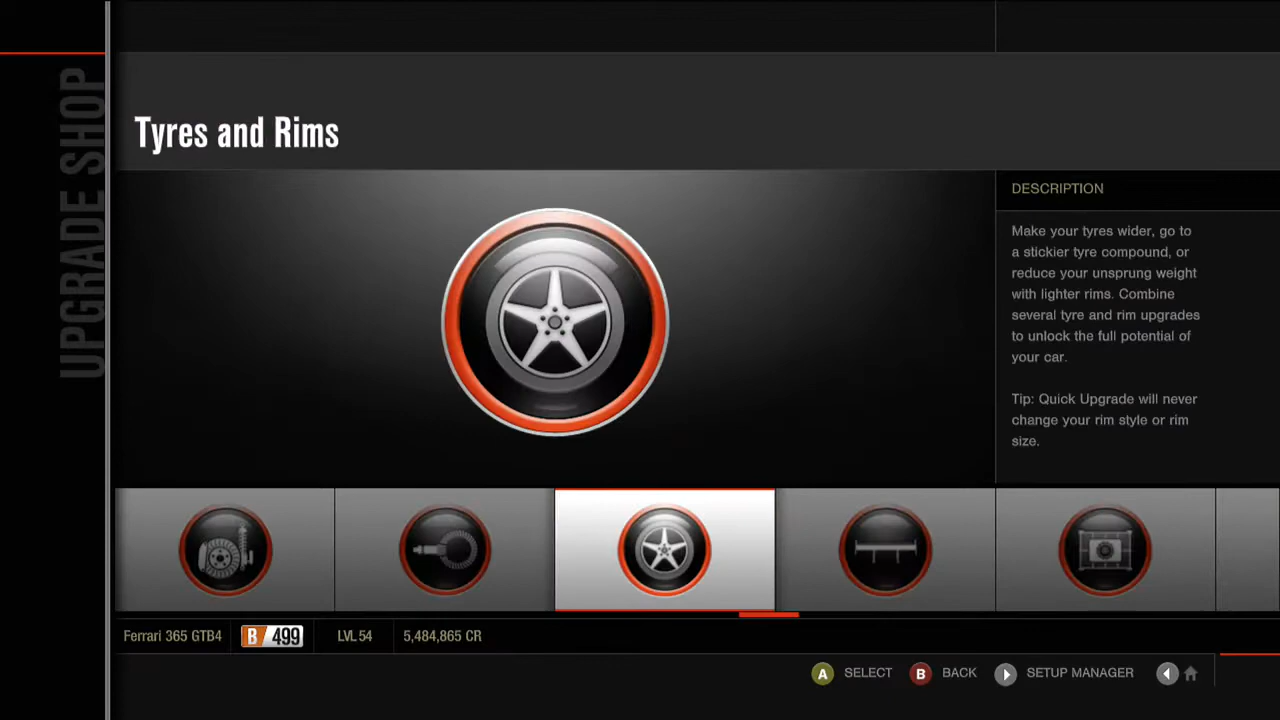 UPGRADE SHOP
Tyres and Rims
DESCRIPTION
Make your tyres wider, go to
a stickier tyre compound, or
reduce your unsprung weight
with lighter rims. Combine
several tyre and rim upgrades
to unlock the full potential of
your car.
Tip: Quick Upgrade will never
change your rim style or rim
size.
Ferrari 365 GTB4 B 499 LVL 54 5,484,865 CR
A SELECT B BACK SETUP MANAGER